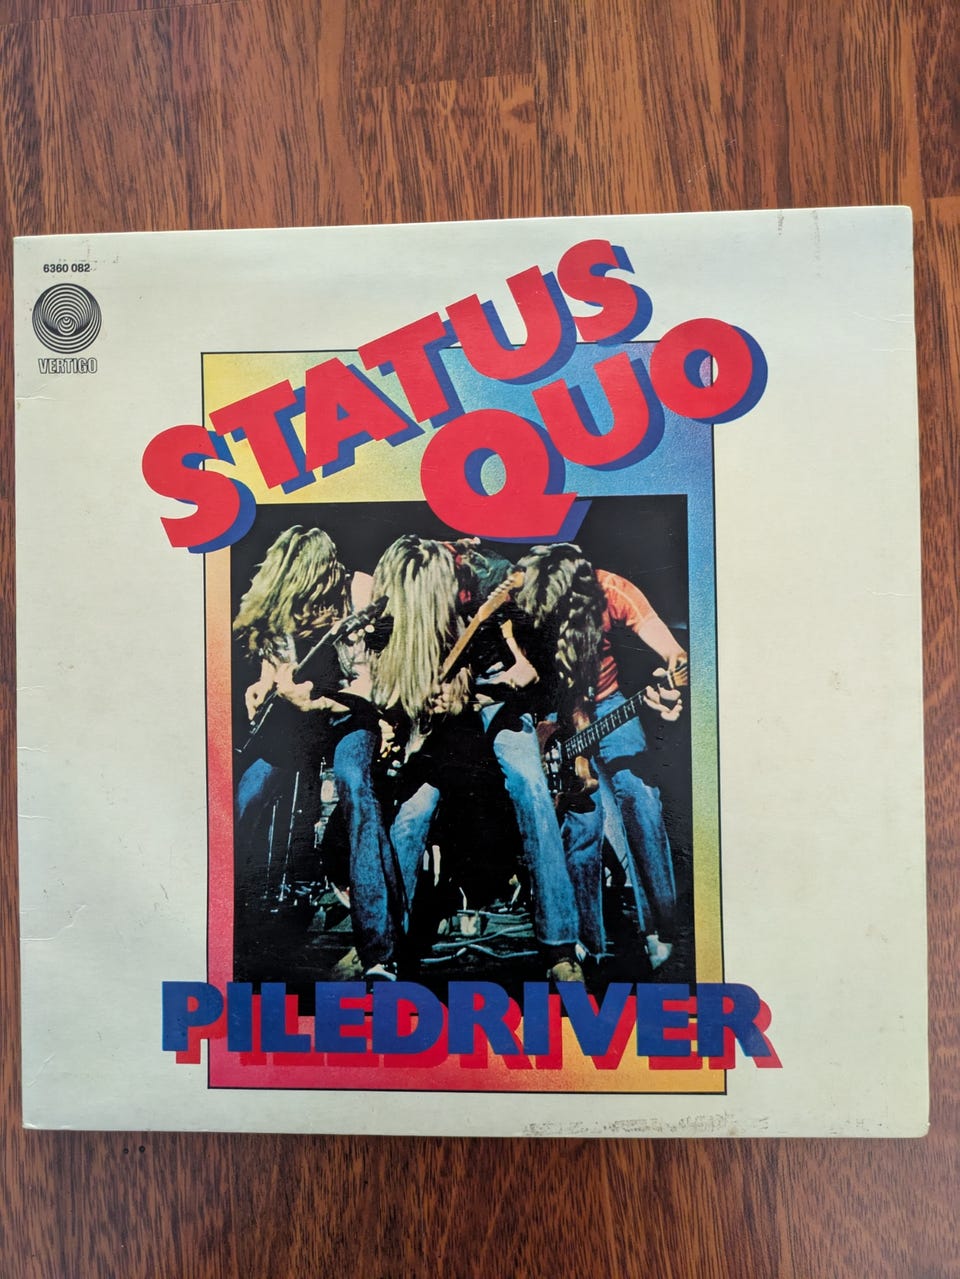 6360 082
VERTIGO
STATUS
QUO
PILEDRIVER